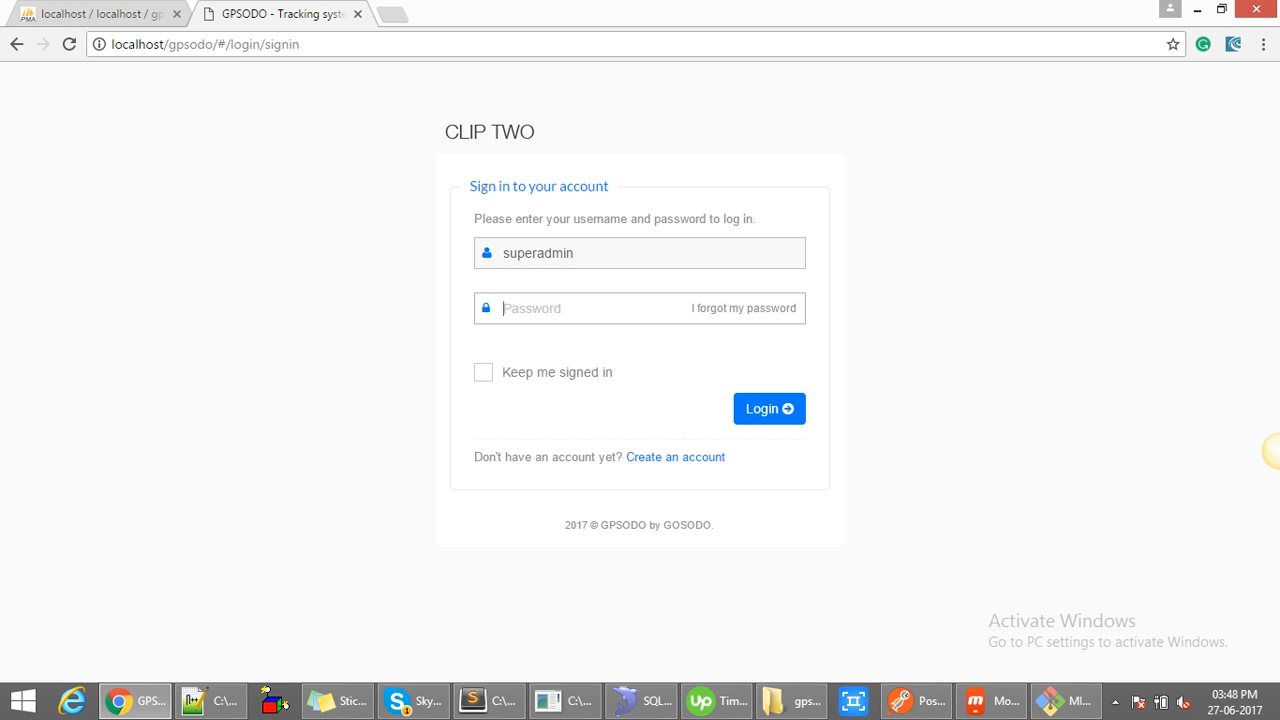 localhost / localhost / gp
GPSODO - Tracking syste
localhost/gpsodo/#/login/signin
CLIP TWO
Sign in to your account
Please enter your username and password to log in.
superadmin
Password
I forgot my password
Keep me signed in
Login
Don't have an account yet? Create an account
2017 © GPSODO by GOSODO.
Activate Windows
Go to PC settings to activate Windows.
GPS...
C:\...
Stic...
Sky...
C:\...
C:\...
SQL...
Up
Tim...
gps...
Pos...
Mo...
MI...
03:48 PM
27-06-2017